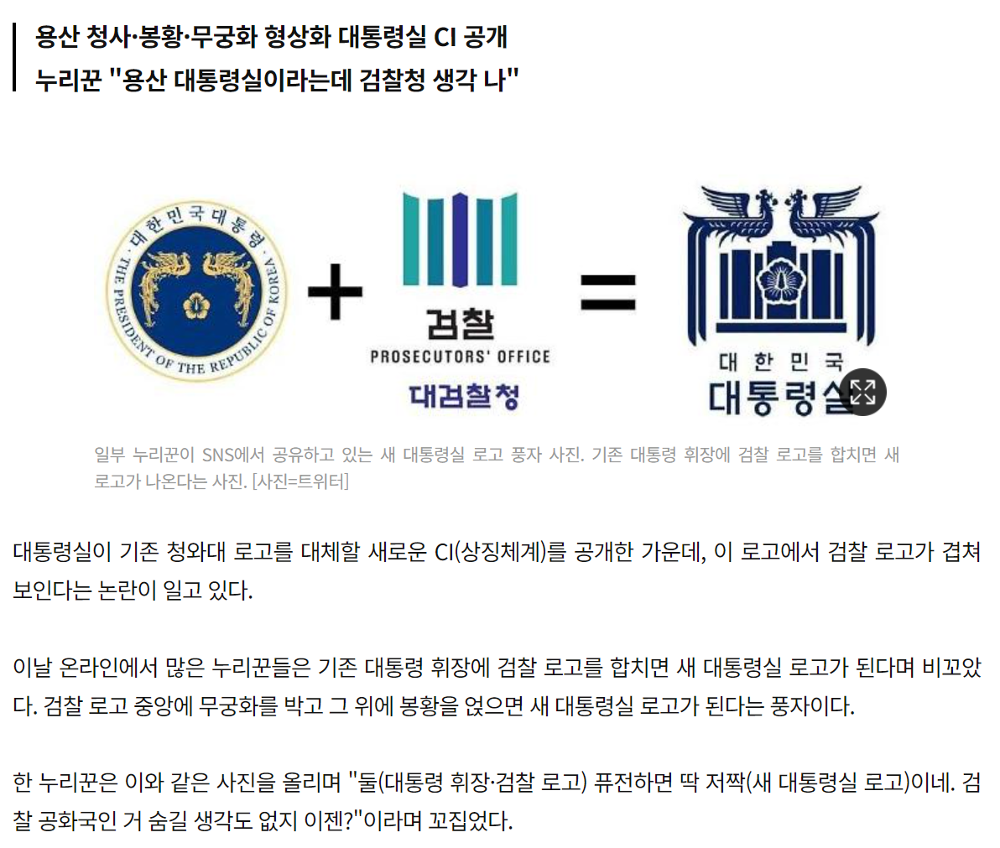 용산 청사·봉황·무궁화 형상화 대통령실 CI 공개
누리꾼 "용산 대통령실이라는데 검찰청 생각 나"
·대한민국대통령·
THE PRESIDENT OF THE REPUBLIC OF KOREA
+
검찰
PROSECUTORS' OFFICE
대검찰청
=
대한민국
대통령실
일부 누리꾼이 SNS에서 공유하고 있는 새 대통령실 로고 풍자 사진. 기존 대통령 휘장에 검찰 로고를 합치면 새
로고가 나온다는 사진. [사진=트위터]
대통령실이 기존 청와대 로고를 대체할 새로운 CI(상징체계)를 공개한 가운데, 이 로고에서 검찰 로고가 겹쳐
보인다는 논란이 일고 있다.
이날 온라인에서 많은 누리꾼들은 기존 대통령 휘장에 검찰 로고를 합치면 새 대통령실 로고가 된다며 비꼬았
다. 검찰 로고 중앙에 무궁화를 박고 그 위에 봉황을 얹으면 새 대통령실 로고가 된다는 풍자이다.
한 누리꾼은 이와 같은 사진을 올리며 "둘(대통령 휘장·검찰 로고) 퓨전하면 딱 저짝(새 대통령실 로고)이네. 검
찰 공화국인 거 숨길 생각도 없지 이젠?"이라며 꼬집었다.